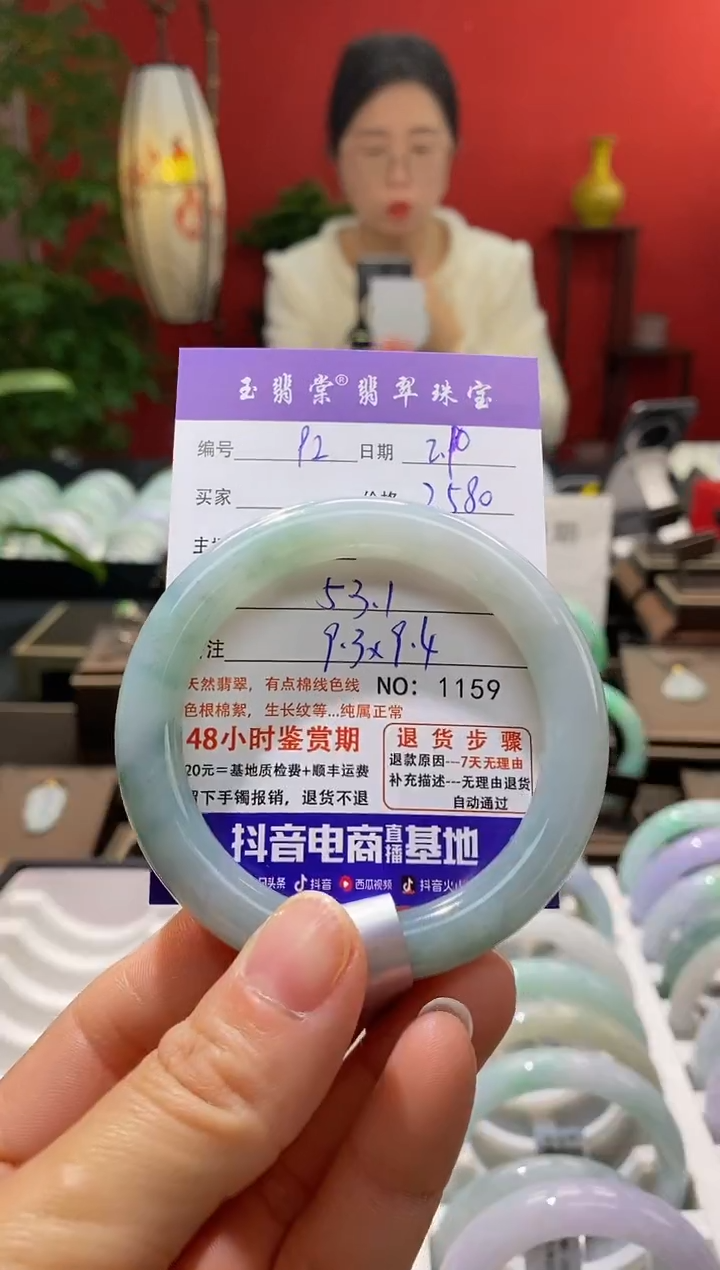 玉翡棠® 翡翠珠宝
编号 92 日期 2.10
买家 价格 2580
53.1
注 9.3x9.4
天然翡翠，有点棉线色线 NO: 1159
色根棉絮，生长纹等...纯属正常
48小时鉴赏期
20元=基地质检费+顺丰运费
下手镯报销，退货不退
退货步骤
退款原因---7天无理由
补充描述---无理由退货
自动通过
抖音电商直播基地
头条 抖音 西瓜视频 抖音火山